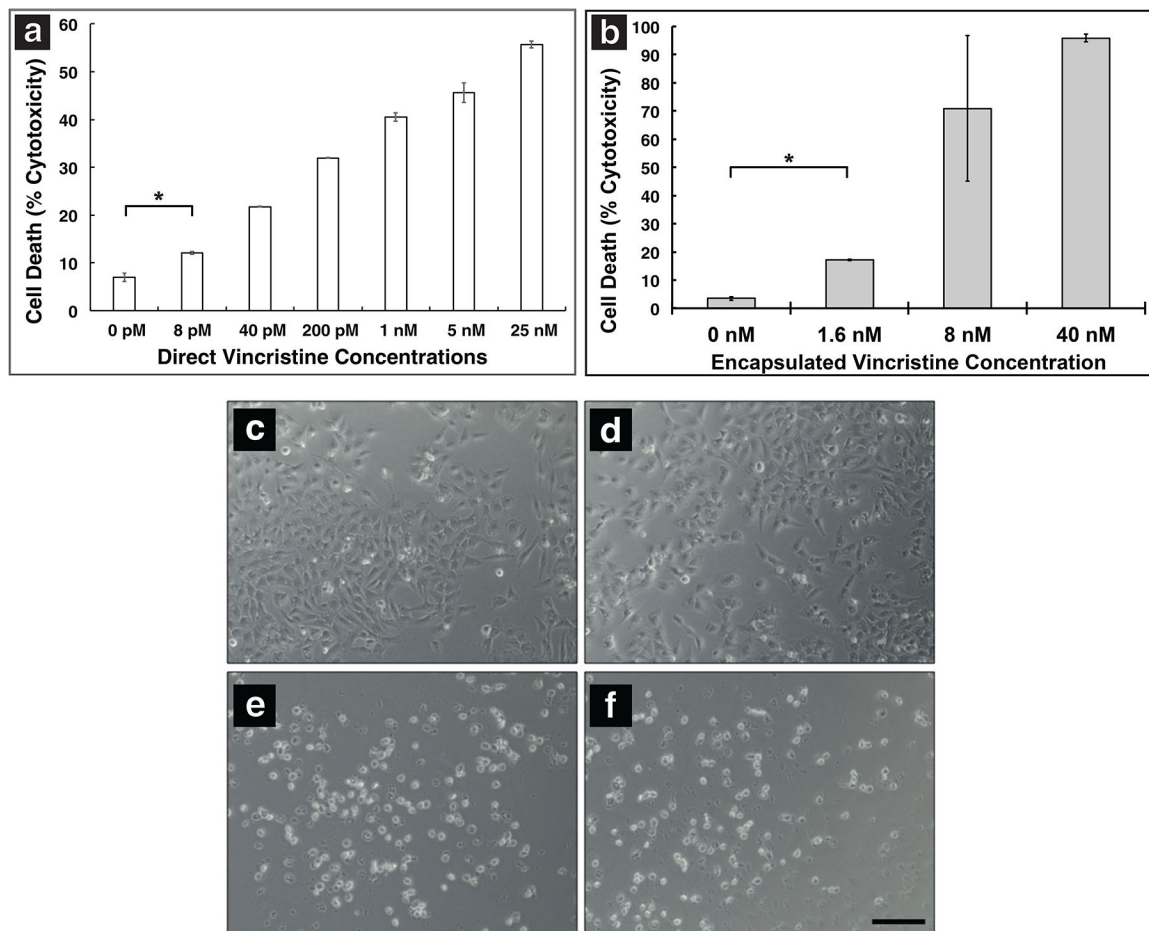 a
60
50
40
30
20
10
0
Cell Death (% Cytotoxicity)
*
0 pM 8 pM 40 pM 200 pM 1 nM 5 nM 25 nM
Direct Vincristine Concentrations
b
100
90
80
70
60
50
40
30
20
10
0
Cell Death (% Cytotoxicity)
*
0 nM 1.6 nM 8 nM 40 nM
Encapsulated Vincristine Concentration
c
d
e
f